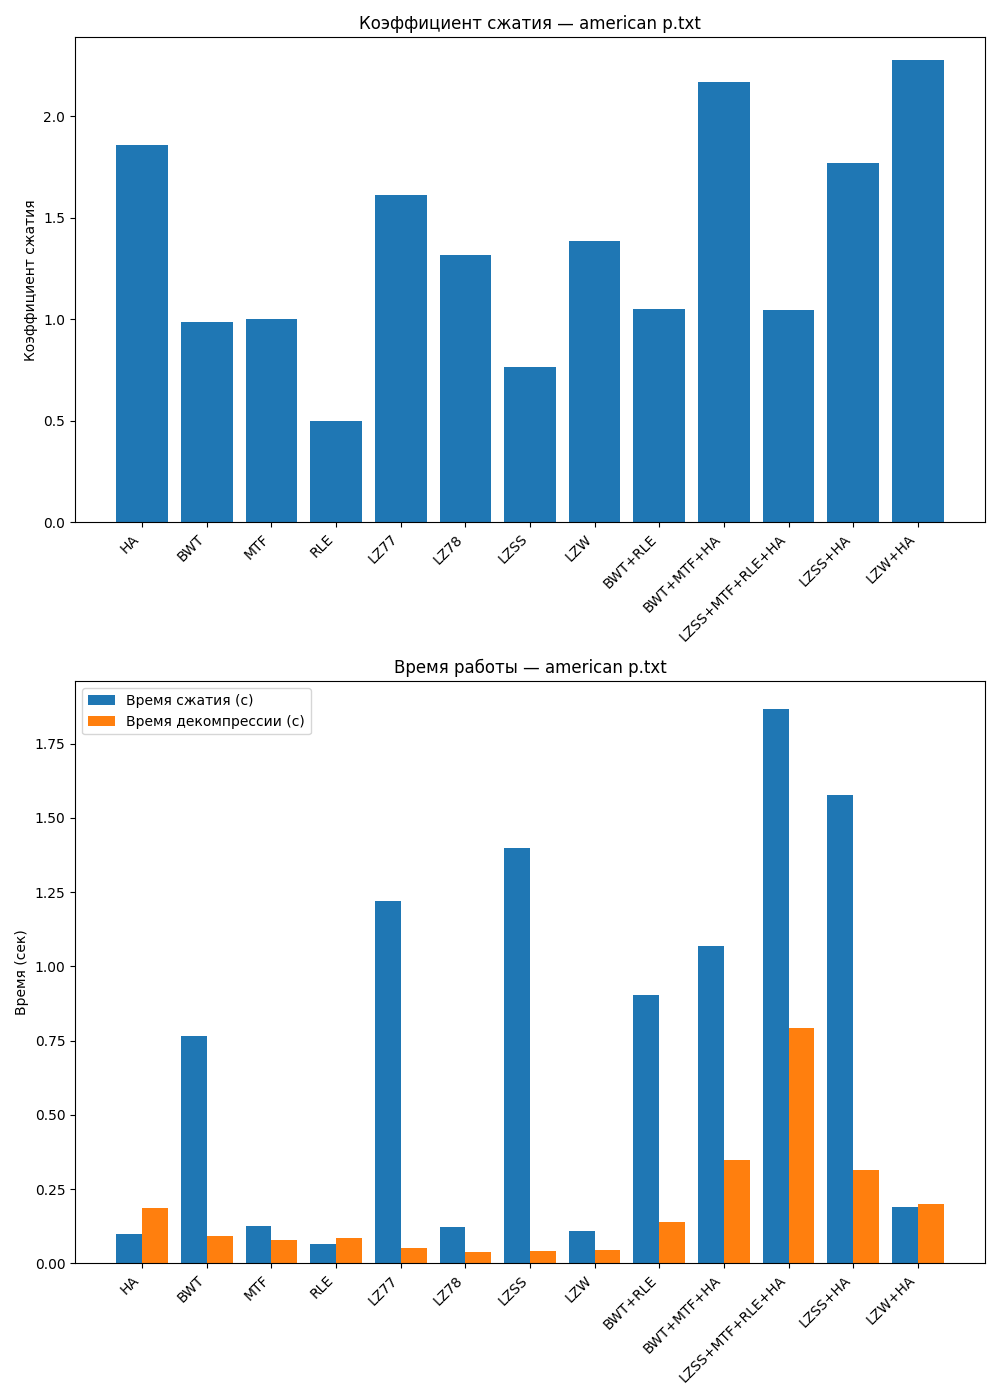 Коэффициент сжатия — american p.txt
Коэффициент сжатия
2.0
1.5
1.0
0.5
0.0
HA
BWT
MTF
RLE
LZ77
LZ78
LZSS
LZW
BWT+RLE
BWT+MTF+HA
LZSS+MTF+RLE+HA
LZSS+HA
LZW+HA
Время работы — american p.txt
Время сжатия (с)
Время декомпрессии (с)
Время (сек)
1.75
1.50
1.25
1.00
0.75
0.50
0.25
0.00
HA
BWT
MTF
RLE
LZ77
LZ78
LZSS
LZW
BWT+RLE
BWT+MTF+HA
LZSS+MTF+RLE+HA
LZSS+HA
LZW+HA